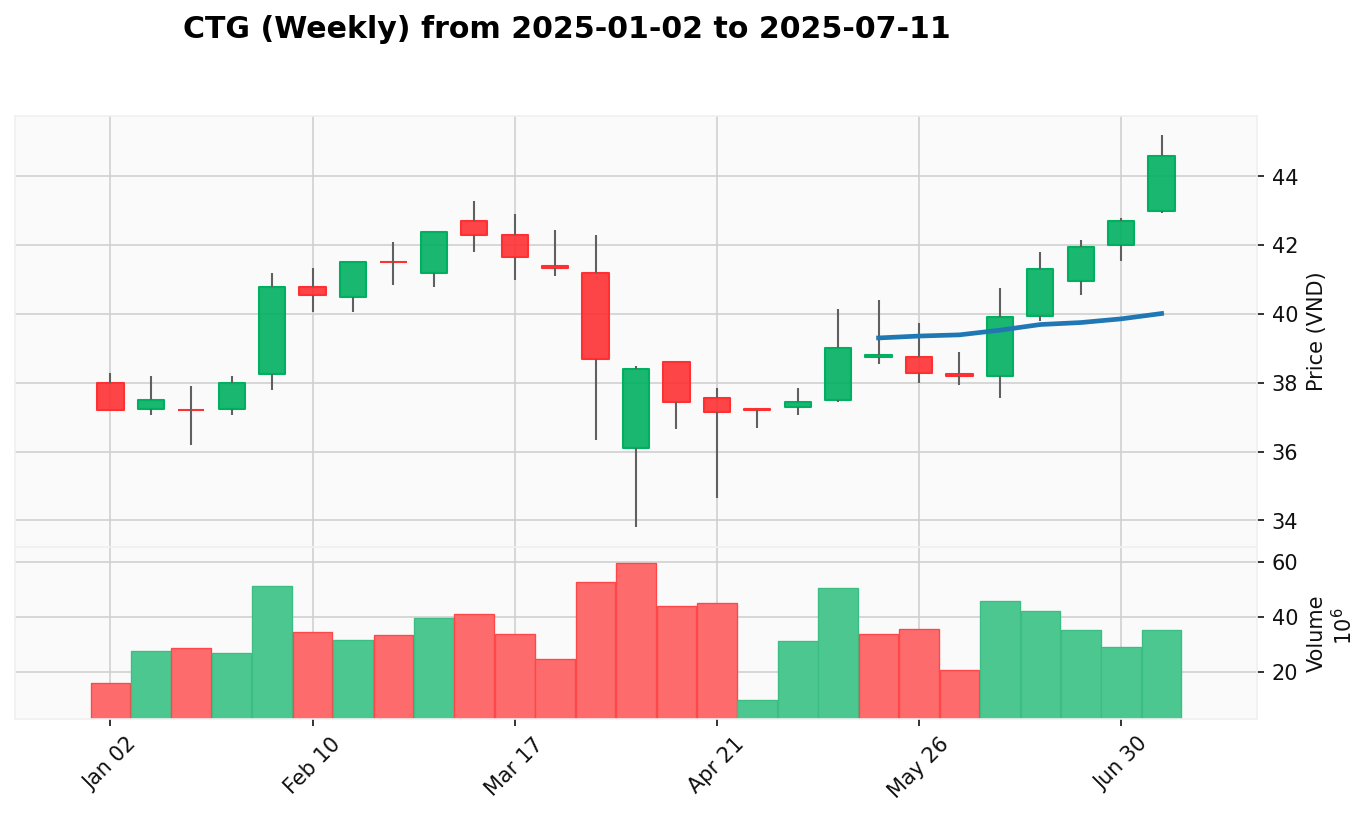 CTG (Weekly) from 2025-01-02 to 2025-07-11
44
42
40
38
36
34
Price (VND)
60
40
20
Volume
10⁶
Jan 02
Feb 10
Mar 17
Apr 21
May 26
Jun 30